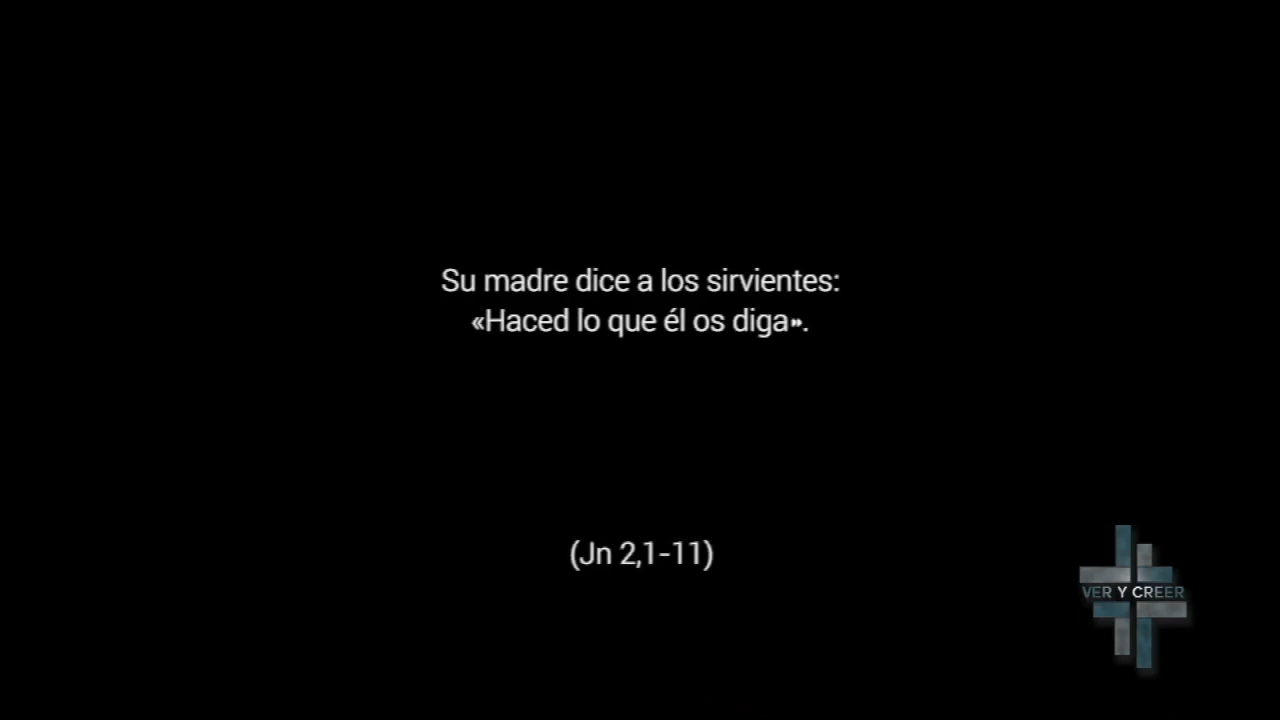 Su madre dice a los sirvientes:
«Haced lo que él os diga».
(Jn 2,1-11)
VER Y CREER